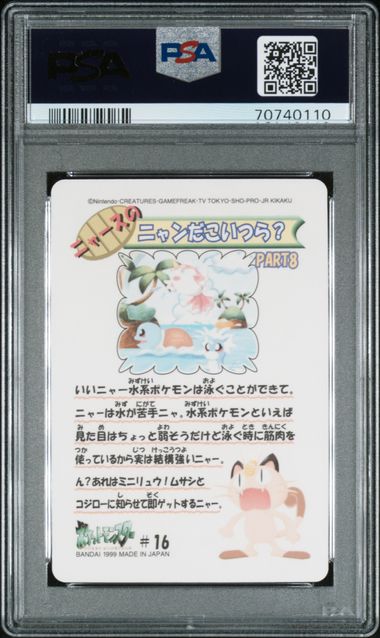 PSA
PSA
70740110
©Nintendo・CREATURES・GAMEFREAK・TV TOKYO・SHO-PRO・JR KIKAKU
ニャースの
ニャンだこいつら?
PART8
いいニャー水系ポケモンは泳ぐことができて。
ニャーは水が苦手ニャ。水系ポケモンといえば
見た目はちょっと弱そうだけど泳ぐ時に筋肉を
使っているから実は結構強いニャー。
ん?あれはミニリュウ!ムサシと
コジローに知らせて即ゲットするニャー。
ポケットモンスター
#16
BANDAI 1999 MADE IN JAPAN
PSA